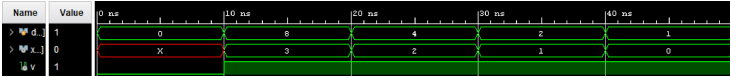 Name Value 0 ns 10 ns 20 ns 30 ns 40 ns
> d...] 1 0 8 4 2 1
> x...] 0 X 3 2 1 0
v 1